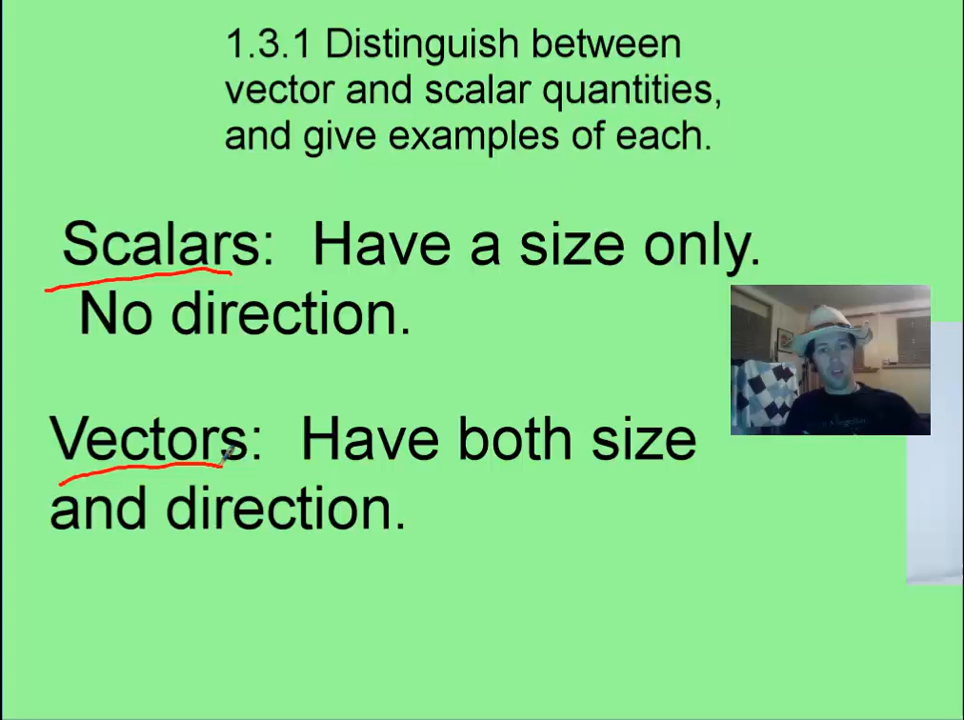 1.3.1 Distinguish between
vector and scalar quantities,
and give examples of each.
Scalars: Have a size only.
No direction.
Vectors: Have both size
and direction.